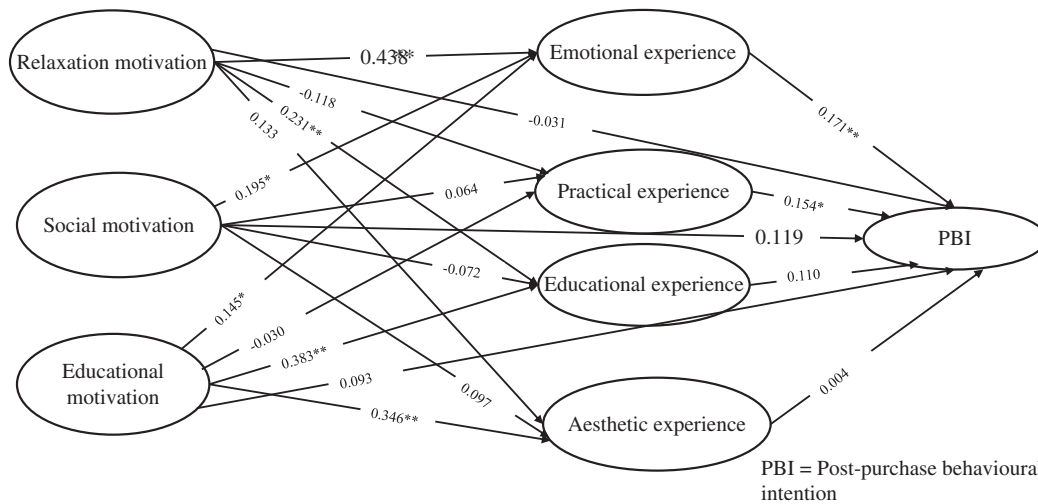 Relaxation motivation
0.438**
Emotional experience
-0.118
0.231**
0.133
-0.031
0.171**
0.195*
0.064
Practical experience
0.154*
Social motivation
0.119
PBI
-0.072
Educational experience
0.110
0.145*
-0.030
0.383**
Educational
motivation
0.093
0.097
0.346**
Aesthetic experience
0.004
PBI = Post-purchase behavioural
intention